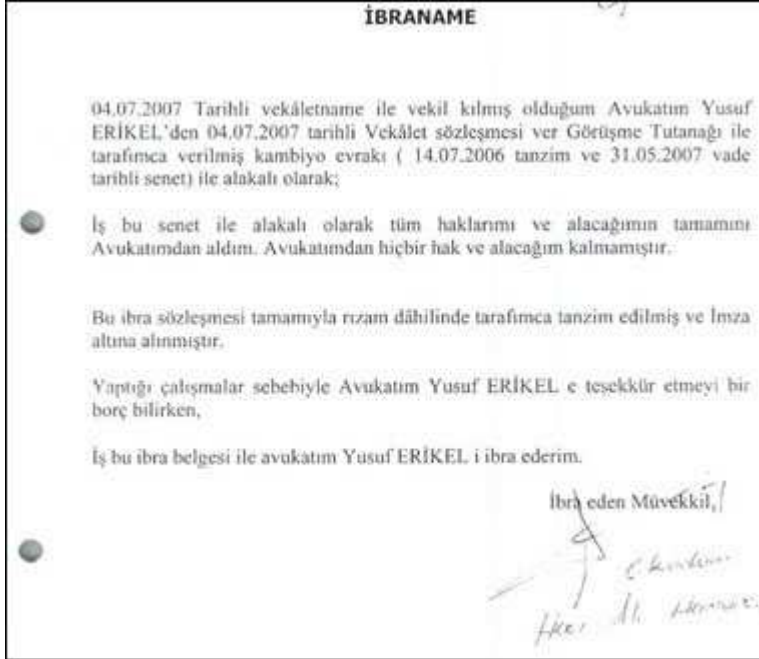 İBRANAME
04.07.2007 Tarihli vekâletname ile vekil kılmış olduğum Avukatım Yusuf
ERİKEL'den 04.07.2007 tarihli Vekâlet sözleşmesi ver Görüşme Tutanağı ile
tarafımca verilmiş kambiyo evrakı ( 14.07.2006 tanzim ve 31.05.2007 vade
tarihli senet) ile alakalı olarak;
İş bu senet ile alakalı olarak tüm haklarımı ve alacağımın tamamını
Avukatımdan aldım. Avukatımdan hiçbir hak ve alacağım kalmamıştır.
Bu ibra sözleşmesi tamamıyla rızam dâhilinde tarafımca tanzim edilmiş ve İmza
altına alınmıştır.
Yaptığı çalışmalar sebebiyle Avukatım Yusuf ERİKEL e teşekkür etmeyi bir
borç bilirken,
İş bu ibra belgesi ile avukatım Yusuf ERİKEL i ibra ederim.
İbra eden Müvekkil,